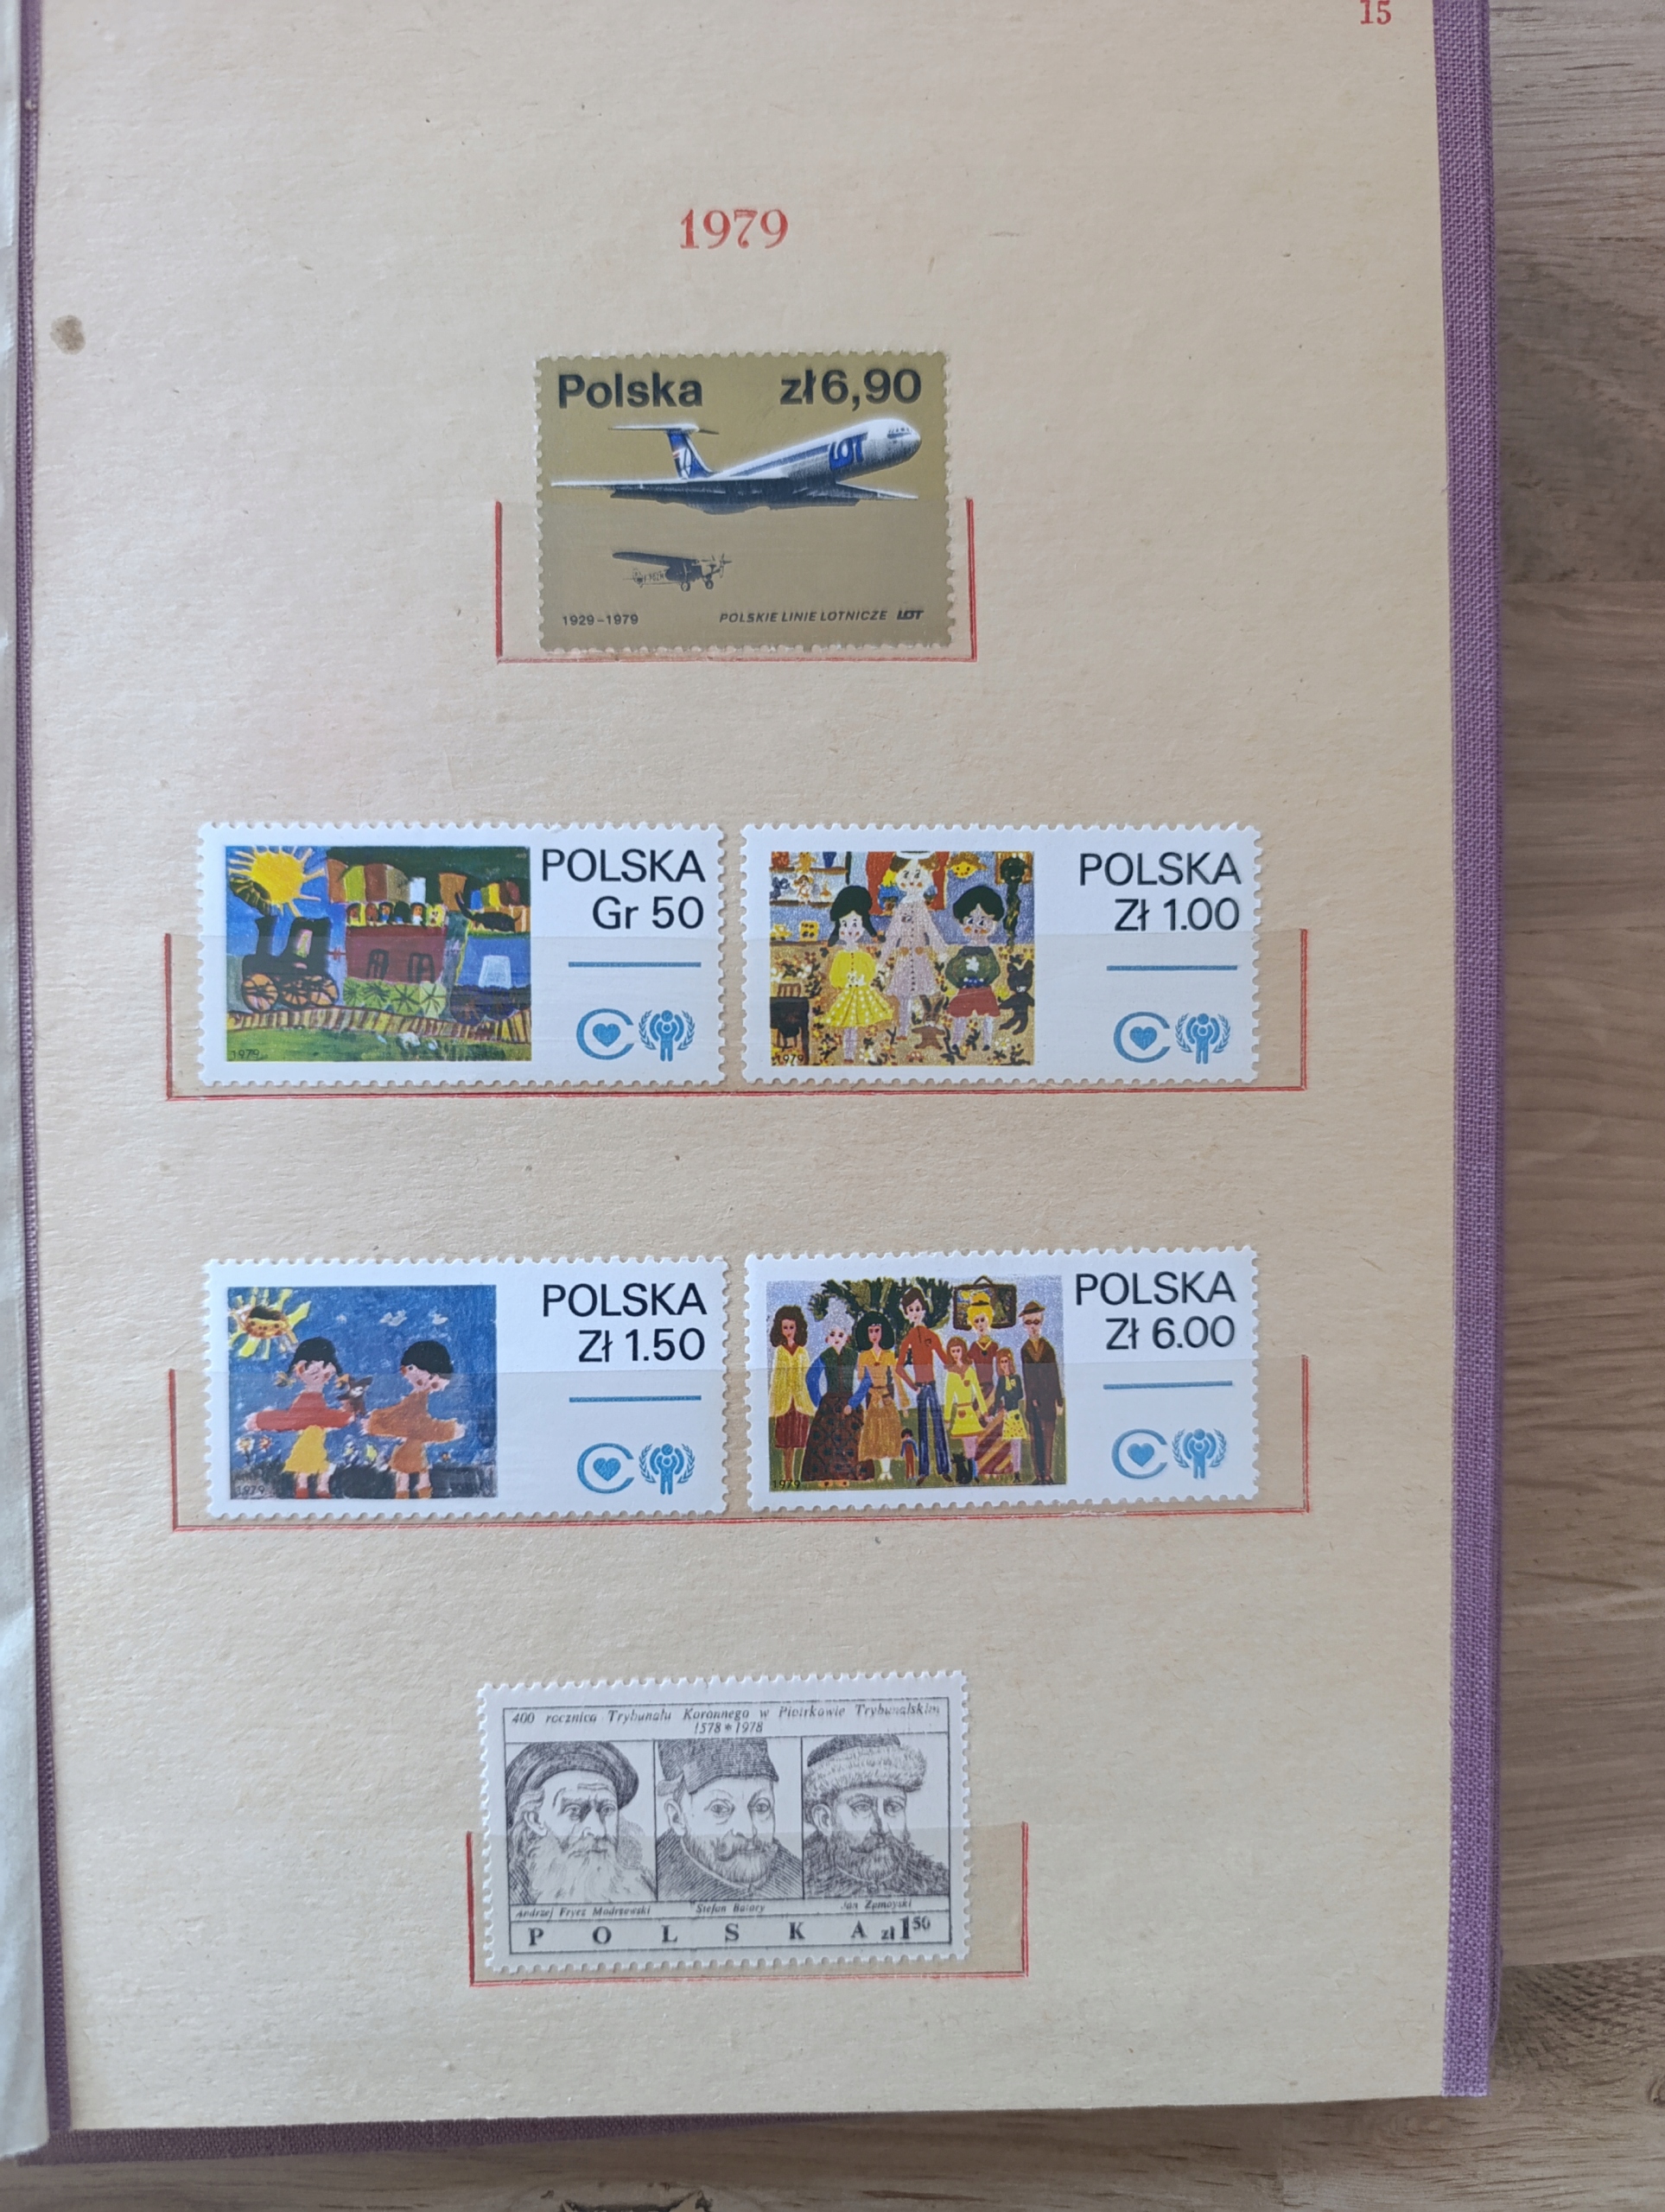 15
1979
Polska zł6,90
LOT
1929-1979 POLSKIE LINIE LOTNICZE LOT
POLSKA
Gr 50
1979
POLSKA
Zł 1.00
1979
POLSKA
Zł 1.50
1979
POLSKA
Zł 6.00
1979
400 rocznica Trybunału Koronnego w Piotrkowie Trybunalskim
1578*1978
Andrzej Frycz Modrzewski Stefan Batory Jan Zamoyski
POLSKA zł 1⁵⁰